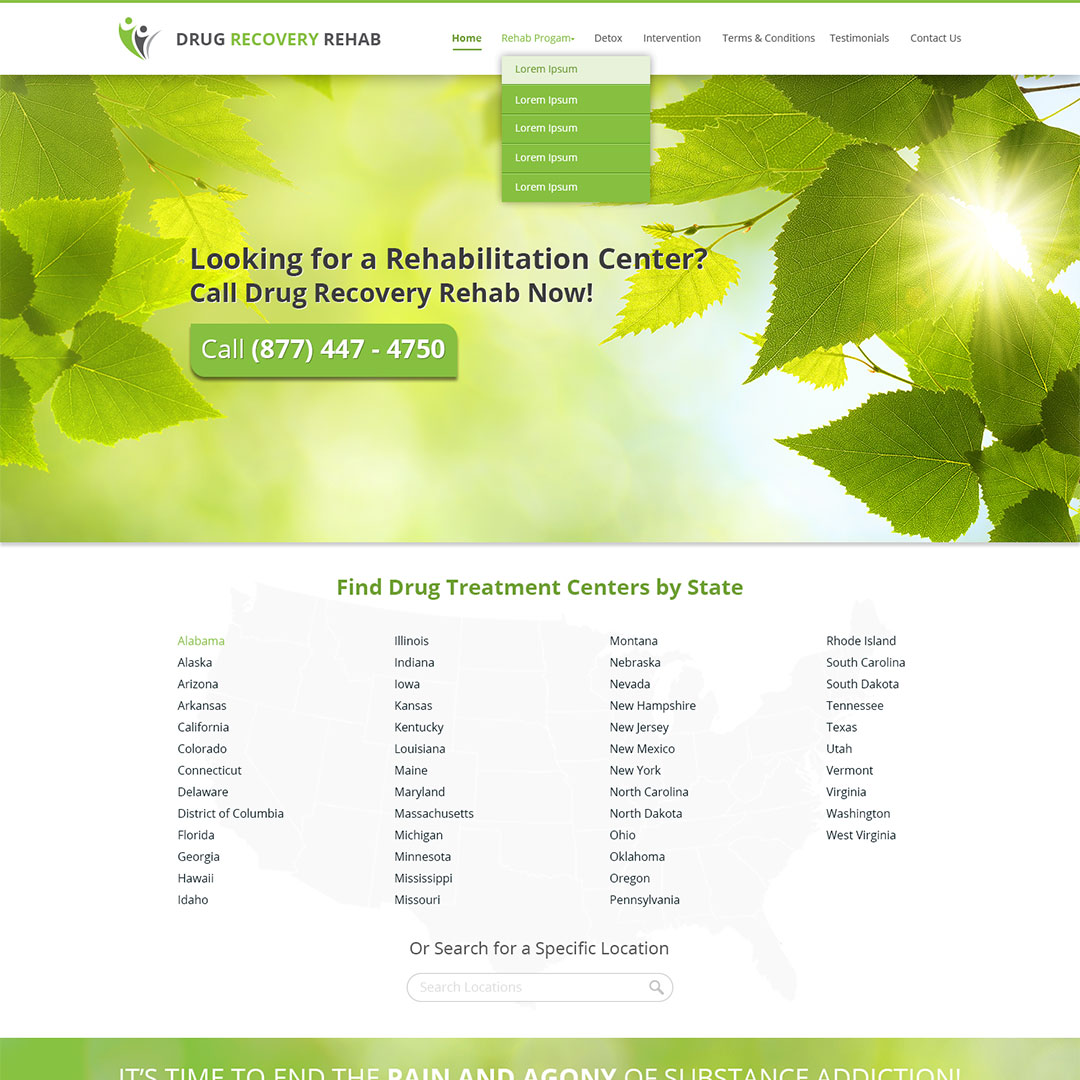 DRUG RECOVERY REHAB
Home Rehab Progam Detox Intervention Terms & Conditions Testimonials Contact Us
Lorem Ipsum
Lorem Ipsum
Lorem Ipsum
Lorem Ipsum
Lorem Ipsum
Looking for a Rehabilitation Center?
Call Drug Recovery Rehab Now!
Call (877) 447 - 4750
Find Drug Treatment Centers by State
Alabama
Alaska
Arizona
Arkansas
California
Colorado
Connecticut
Delaware
District of Columbia
Florida
Georgia
Hawaii
Idaho
Illinois
Indiana
Iowa
Kansas
Kentucky
Louisiana
Maine
Maryland
Massachusetts
Michigan
Minnesota
Mississippi
Missouri
Montana
Nebraska
Nevada
New Hampshire
New Jersey
New Mexico
New York
North Carolina
North Dakota
Ohio
Oklahoma
Oregon
Pennsylvania
Rhode Island
South Carolina
South Dakota
Tennessee
Texas
Utah
Vermont
Virginia
Washington
West Virginia
Or Search for a Specific Location
Search Locations
IT'S TIME TO END THE PAIN AND AGONY OF SUBSTANCE ADDICTION!